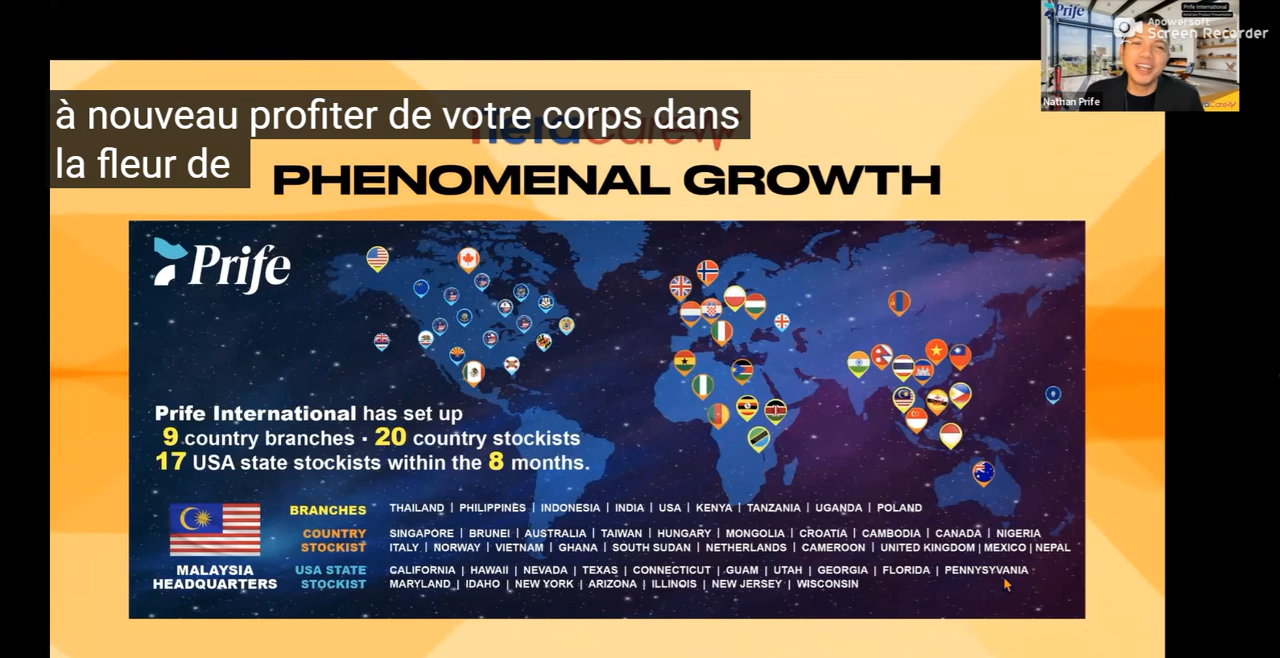 Prife
Prife International
Apowersoft
Screen Recorder
Nathan Prife
à nouveau profiter de votre corps dans
la fleur de
PHENOMENAL GROWTH
Prife
Prife International has set up
9 country branches · 20 country stockists
17 USA state stockists within the 8 months.
MALAYSIA
HEADQUARTERS
BRANCHES
THAILAND | PHILIPPINES | INDONESIA | INDIA | USA | KENYA | TANZANIA | UGANDA | POLAND
COUNTRY
STOCKIST
SINGAPORE | BRUNEI | AUSTRALIA | TAIWAN | HUNGARY | MONGOLIA | CROATIA | CAMBODIA | CANADA | NIGERIA
ITALY | NORWAY | VIETNAM | GHANA | SOUTH SUDAN | NETHERLANDS | CAMEROON | UNITED KINGDOM | MEXICO | NEPAL
USA STATE
STOCKIST
CALIFORNIA | HAWAII | NEVADA | TEXAS | CONNECTICUT | GUAM | UTAH | GEORGIA | FLORIDA | PENNYSYVANIA
MARYLAND | IDAHO | NEW YORK | ARIZONA | ILLINOIS | NEW JERSEY | WISCONSIN